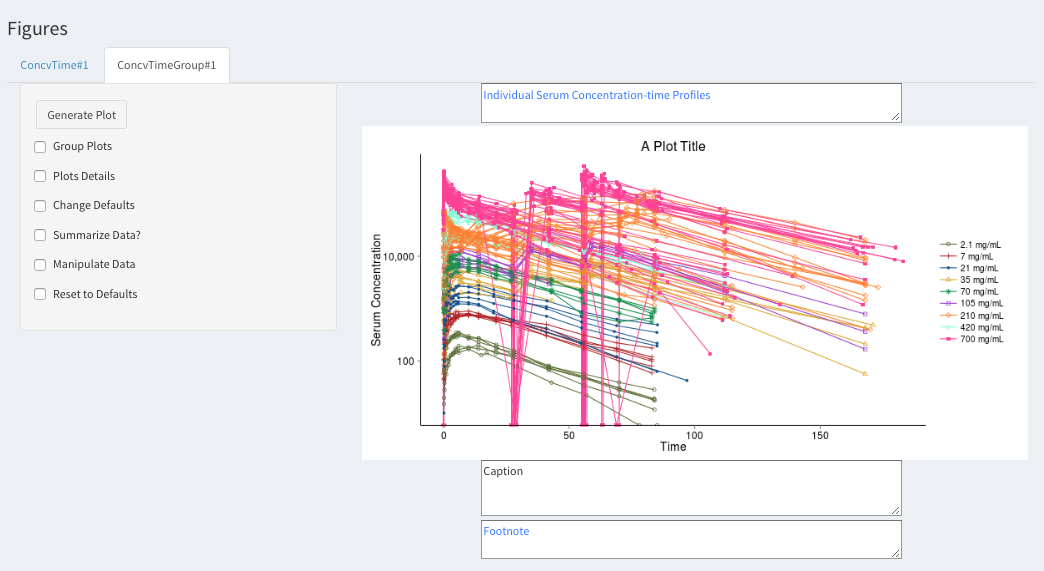 Figures
ConcvTime#1
ConcvTimeGroup#1
Generate Plot
Group Plots
Plots Details
Change Defaults
Summarize Data?
Manipulate Data
Reset to Defaults
Individual Serum Concentration-time Profiles
A Plot Title
Serum Concentration
10,000
100
0
50
100
150
Time
2.1 mg/mL
7 mg/mL
21 mg/mL
35 mg/mL
70 mg/mL
105 mg/mL
210 mg/mL
420 mg/mL
700 mg/mL
Caption
Footnote